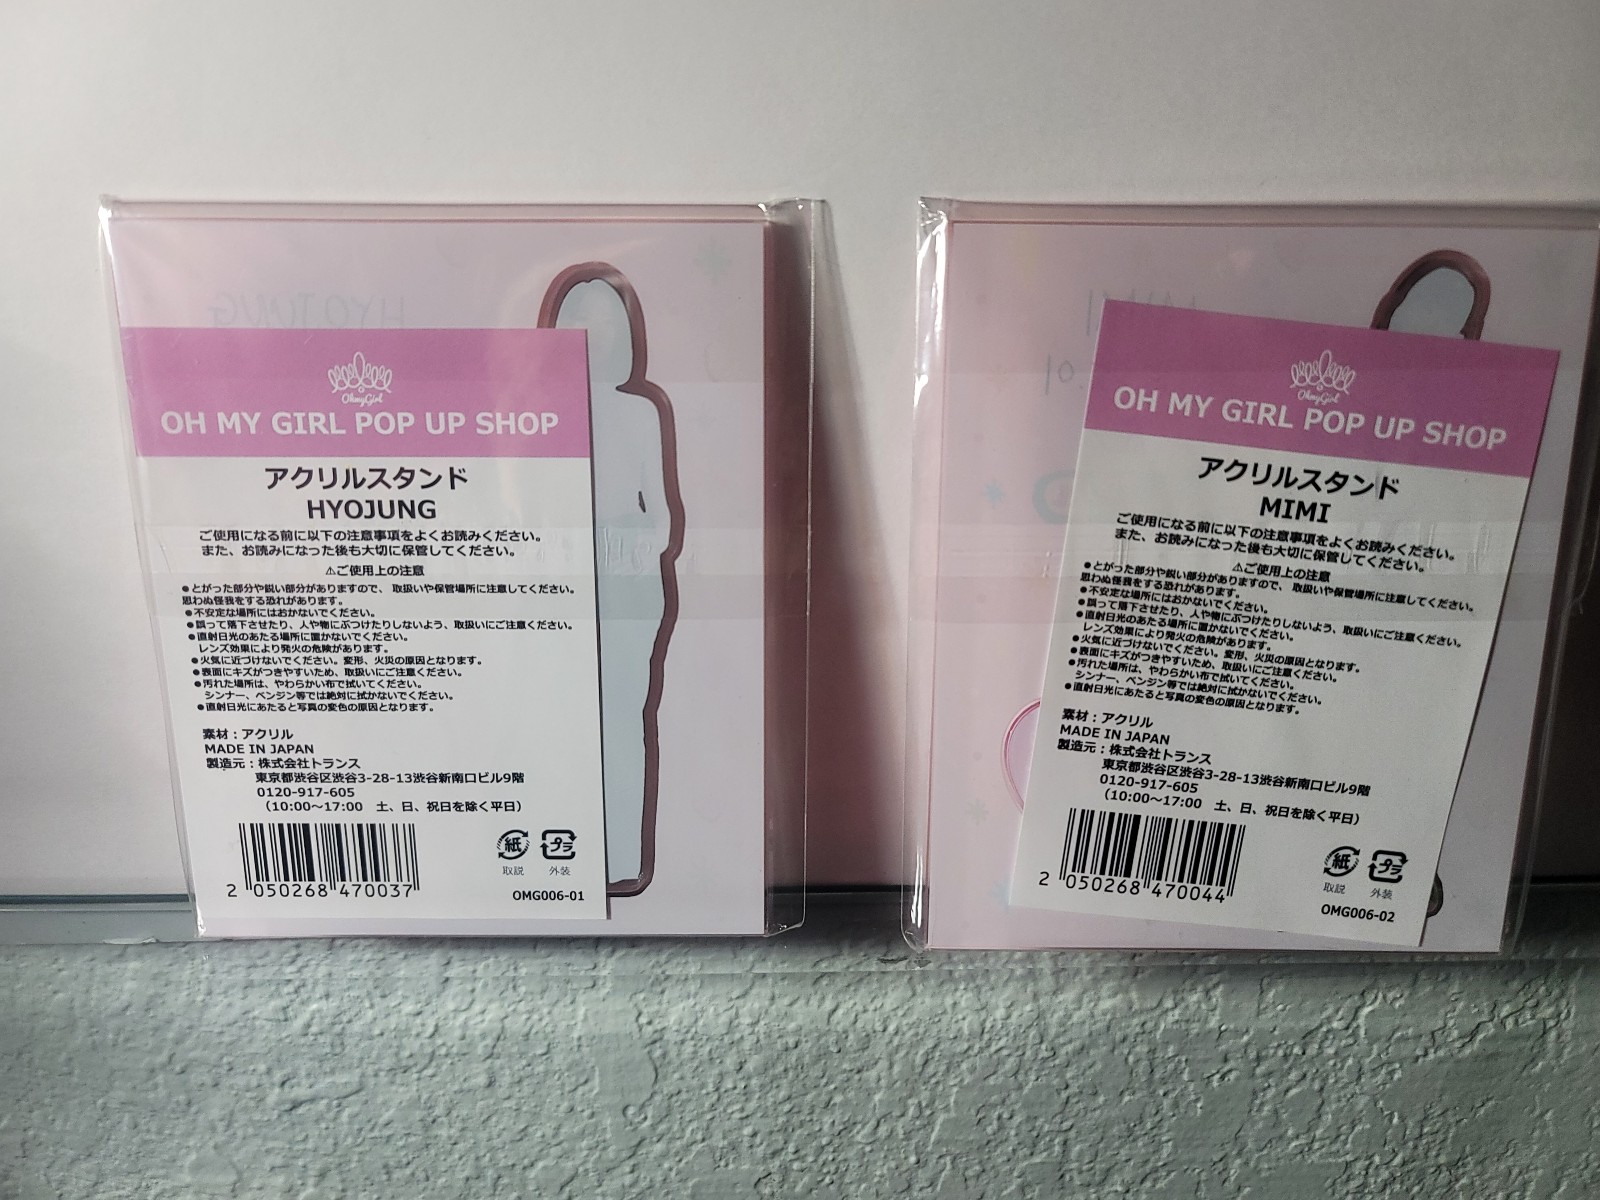 HYOJUNG
OhmyGirl
OH MY GIRL POP UP SHOP
アクリルスタンド
HYOJUNG
ご使用になる前に以下の注意事項をよくお読みください。
また、お読みになった後も大切に保管してください。
⚠ご使用上の注意
●とがった部分や鋭い部分がありますので、取扱いや保管場所に注意してください。
思わぬ怪我をする恐れがあります。
●不安定な場所にはおかないでください。
●誤って落下させたり、人や物にぶつけたりしないよう、取扱いにご注意ください。
●直射日光のあたる場所に置かないでください。
レンズ効果により発火の危険があります。
●火気に近づけないでください。変形、火災の原因となります。
●表面にキズがつきやすいため、取扱いにご注意ください。
●汚れた場所は、やわらかい布で拭いてください。
シンナー、ベンジン等では絶対に拭かないでください。
●直射日光にあたると写真の変色の原因となります。
素材：アクリル
MADE IN JAPAN
製造元：株式会社トランス
東京都渋谷区渋谷3-28-13渋谷新南口ビル9階
0120-917-605
（10:00～17:00　土、日、祝日を除く平日）
2 050268 470037
紙 プラ
取説 外装
OMG006-01
MIMI
OhmyGirl
OH MY GIRL POP UP SHOP
アクリルスタンド
MIMI
ご使用になる前に以下の注意事項をよくお読みください。
また、お読みになった後も大切に保管してください。
⚠ご使用上の注意
●とがった部分や鋭い部分がありますので、取扱いや保管場所に注意してください。
思わぬ怪我をする恐れがあります。
●不安定な場所にはおかないでください。
●誤って落下させたり、人や物にぶつけたりしないよう、取扱いにご注意ください。
●直射日光のあたる場所に置かないでください。
レンズ効果により発火の危険があります。
●火気に近づけないでください。変形、火災の原因となります。
●表面にキズがつきやすいため、取扱いにご注意ください。
●汚れた場所は、やわらかい布で拭いてください。
シンナー、ベンジン等では絶対に拭かないでください。
●直射日光にあたると写真の変色の原因となります。
素材：アクリル
MADE IN JAPAN
製造元：株式会社トランス
東京都渋谷区渋谷3-28-13渋谷新南口ビル9階
0120-917-605
（10:00～17:00　土、日、祝日を除く平日）
2 050268 470044
紙 プラ
取説 外装
OMG006-02